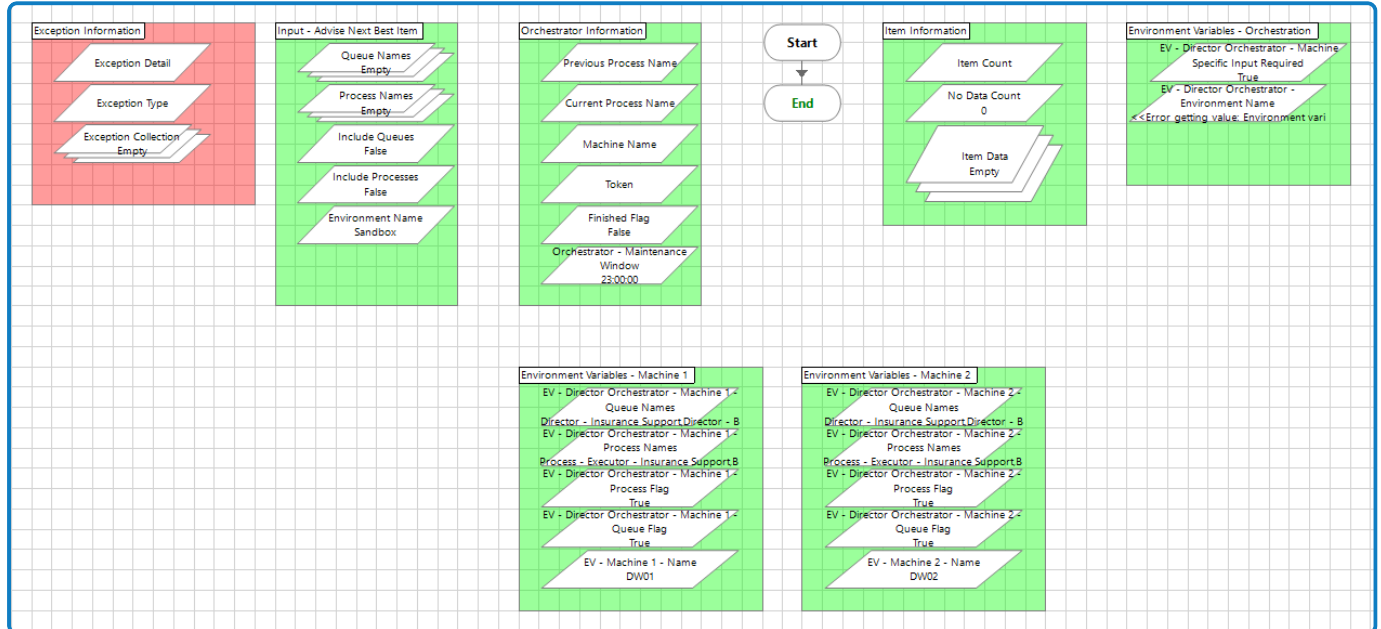 Exception Information
Exception Detail
Exception Type
Exception Collection
Empty
Input - Advise Next Best Item
Queue Names
Empty
Process Names
Empty
Include Queues
False
Include Processes
False
Environment Name
Sandbox
Orchestrator Information
Previous Process Name
Current Process Name
Machine Name
Token
Finished Flag
False
Orchestrator - Maintenance
Window
23:00:00
Start
End
Item Information
Item Count
No Data Count
0
Item Data
Empty
Environment Variables - Orchestration
EV - Director Orchestrator - Machine
Specific Input Required
True
EV - Director Orchestrator -
Environment Name
<<Error getting value: Environment vari
Environment Variables - Machine 1
EV - Director Orchestrator - Machine 1 -
Queue Names
Director - Insurance Support,Director - B
EV - Director Orchestrator - Machine 1 -
Process Names
Process - Executor - Insurance Support,B
EV - Director Orchestrator - Machine 1 -
Process Flag
True
EV - Director Orchestrator - Machine 1 -
Queue Flag
True
EV - Machine 1 - Name
DW01
Environment Variables - Machine 2
EV - Director Orchestrator - Machine 2 -
Queue Names
Director - Insurance Support,Director - B
EV - Director Orchestrator - Machine 2 -
Process Names
Process - Executor - Insurance Support,B
EV - Director Orchestrator - Machine 2 -
Process Flag
True
EV - Director Orchestrator - Machine 2 -
Queue Flag
True
EV - Machine 2 - Name
DW02